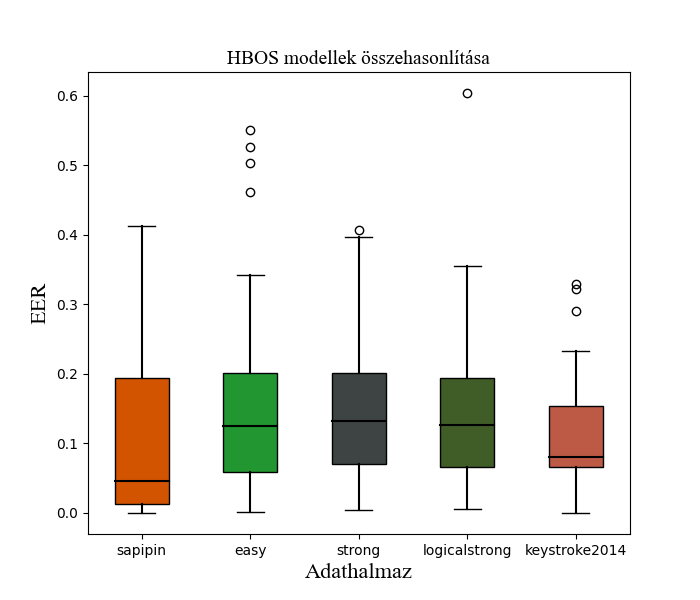 HBOS modellek összehasonlítása
EER
0.6
0.5
0.4
0.3
0.2
0.1
0.0
sapipin easy strong logicalstrong keystroke2014
Adathalmaz